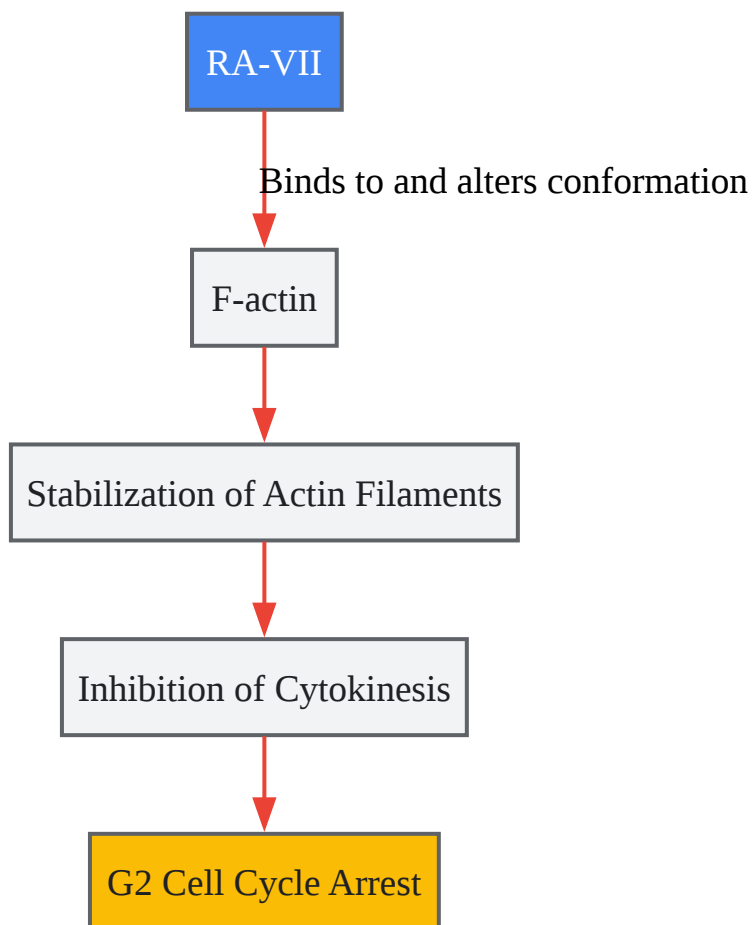 RA-VII
Binds to and alters conformation
F-actin
Stabilization of Actin Filaments
Inhibition of Cytokinesis
G2 Cell Cycle Arrest